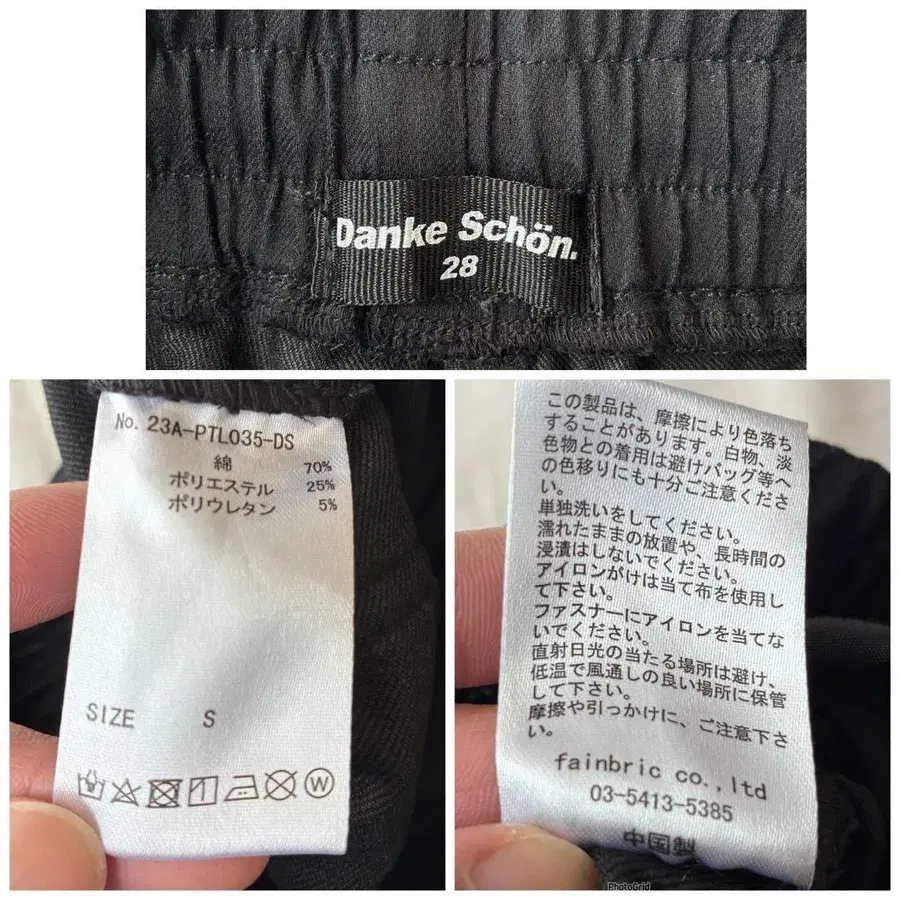 Danke Schön.
28
No. 23A-PTL035-DS
綿 70%
ポリエステル 25%
ポリウレタン 5%
SIZE S
W
この製品は、摩擦により色落ち
することがあります。白物、淡
色物との着用は避けバッグ等へ
の色移りにも十分ご注意くださ
い。
単独洗いをしてください。
濡れたままの放置や、長時間の
浸漬はしないでください。
アイロンがけは当て布を使用し
て下さい。
ファスナーにアイロンを当てな
いでください。
直射日光の当たる場所は避け、
低温で風通しの良い場所に保管
して下さい。
摩擦や引っかけに、ご注意下さ
い。
fainbric co.,ltd
03-5413-5385
中国製
PhotoGrid